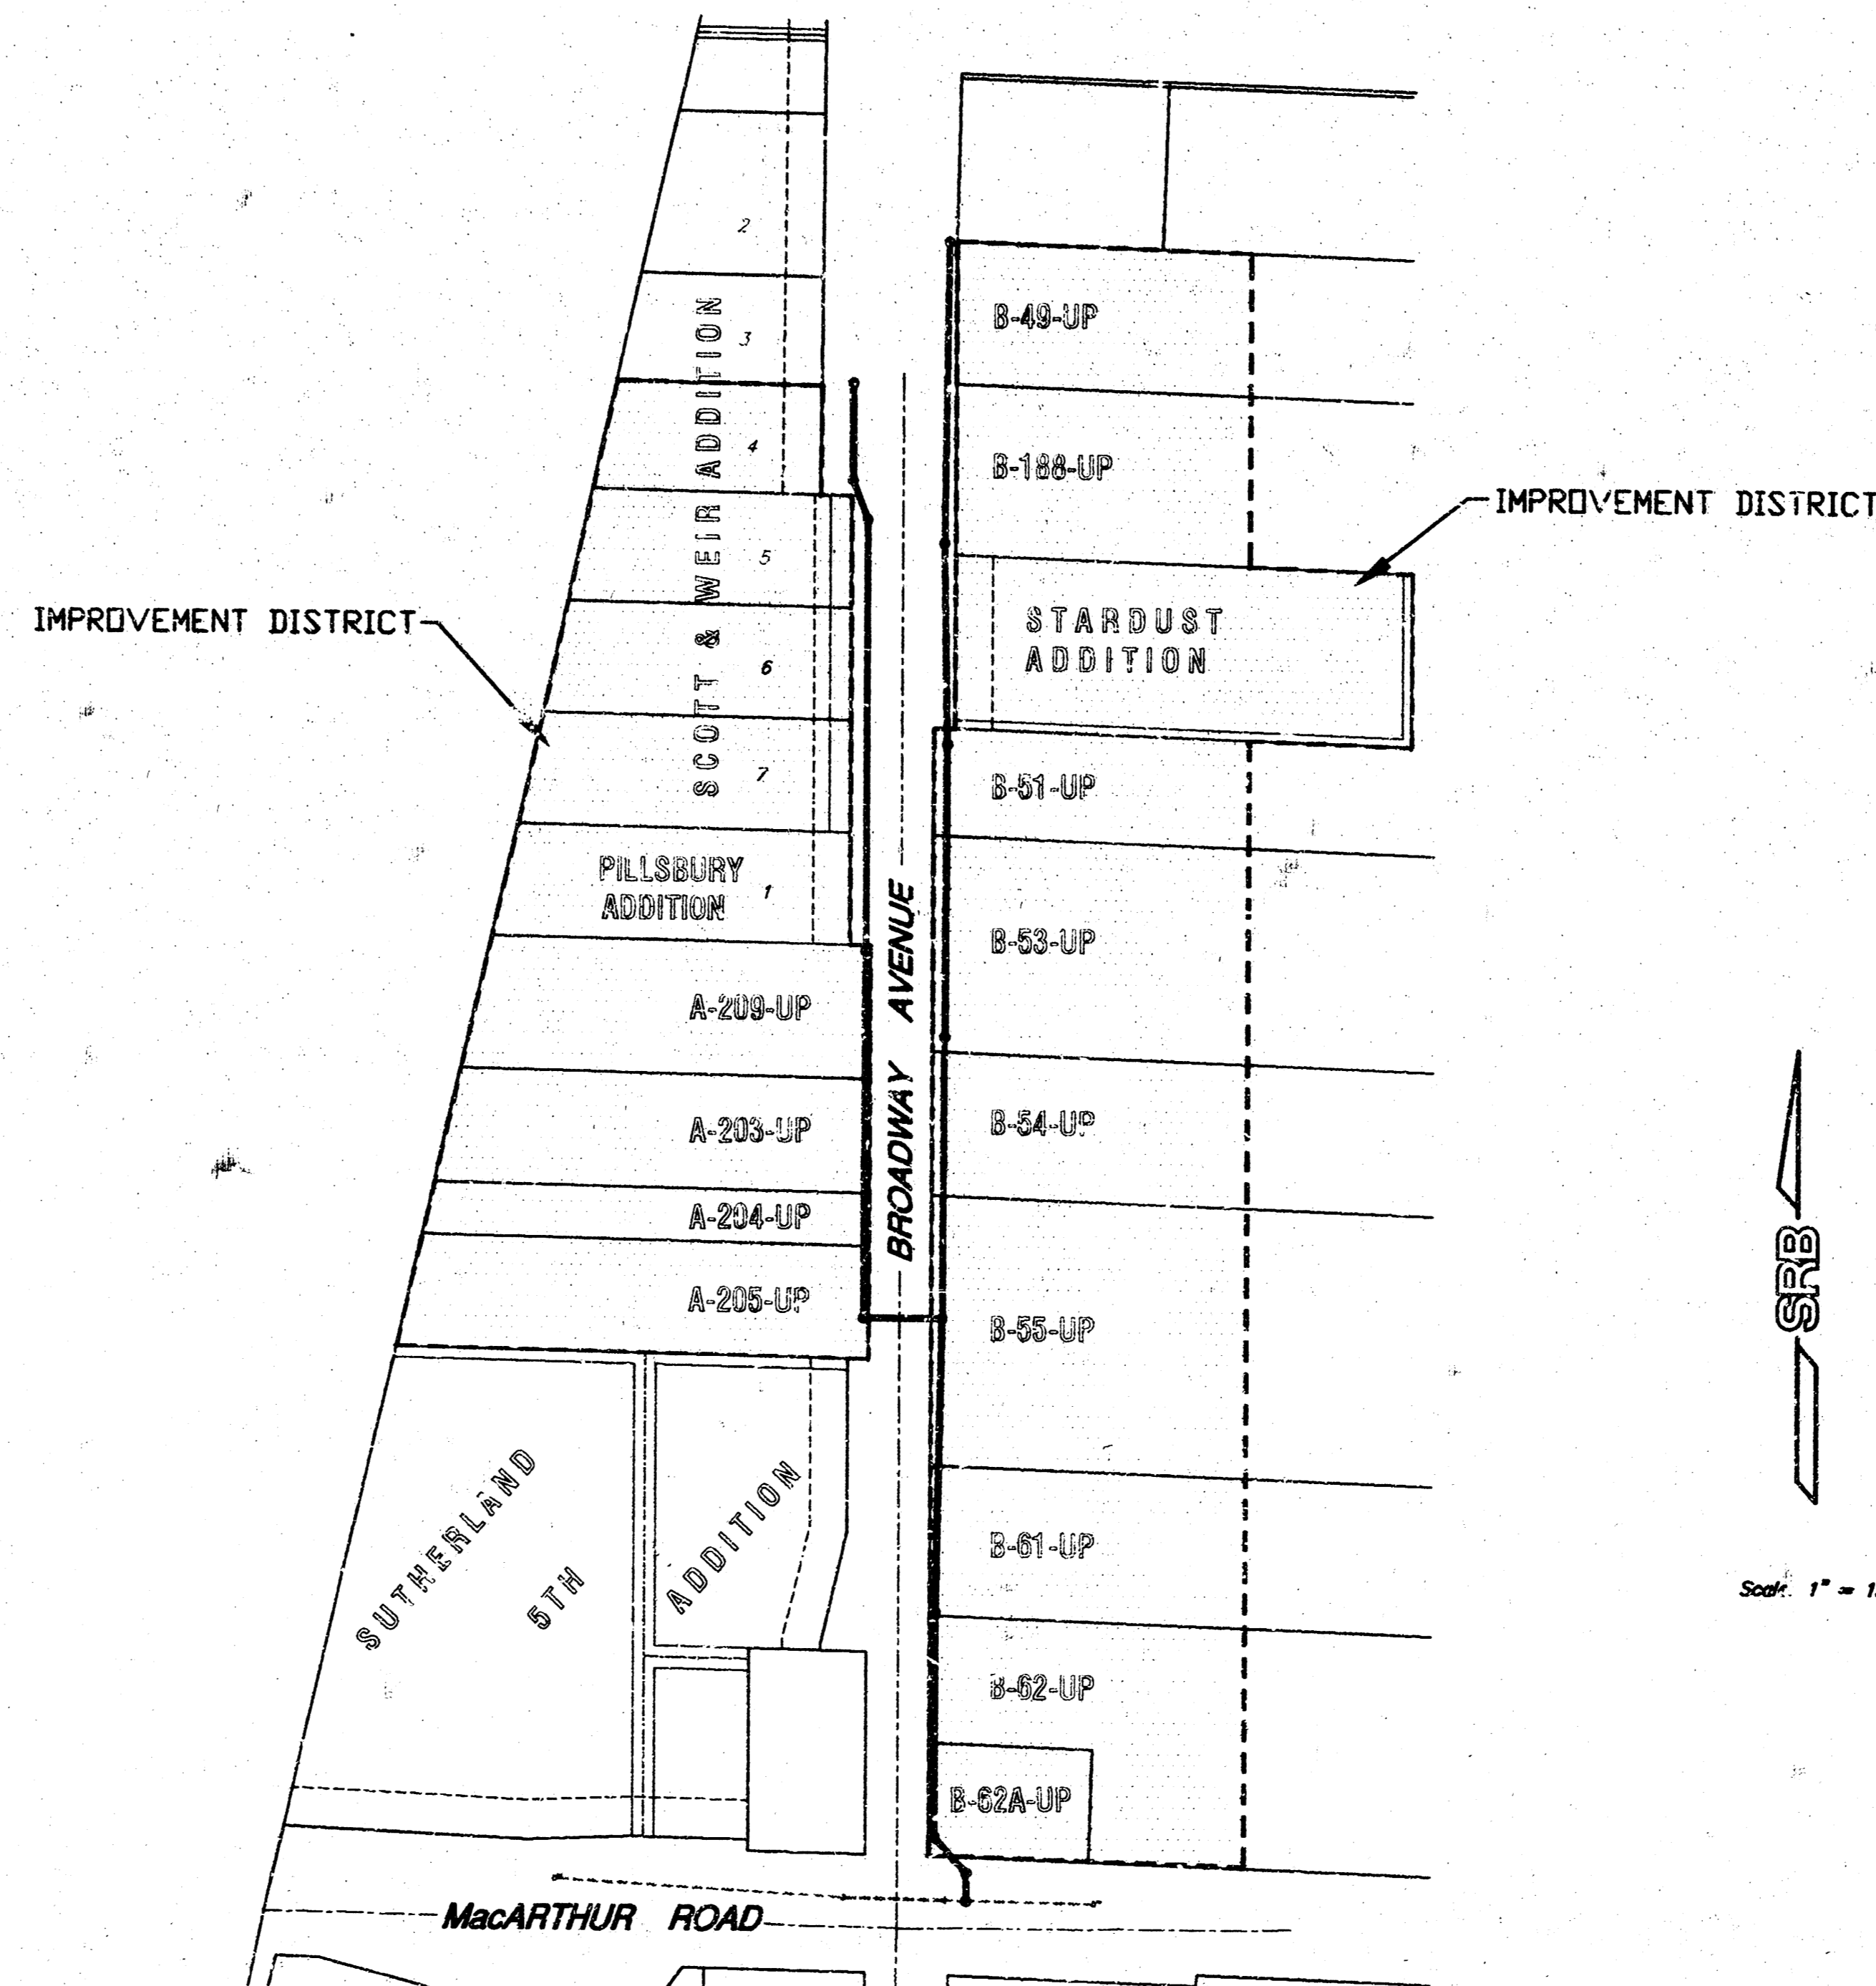 2
B-49-UP
3
SCOTT & WEIR ADDITION
4
B-188-UP
IMPROVEMENT DISTRICT
5
STARDUST
ADDITION
IMPROVEMENT DISTRICT
6
7
B-51-UP
PILLSBURY
ADDITION
1
B-53-UP
BROADWAY AVENUE
A-209-UP
A-203-UP
B-54-UP
A-204-UP
A-205-UP
B-55-UP
SRB
SUTHERLAND
5TH
ADDITION
B-61-UP
Scale: 1" =
B-62-UP
B-62A-UP
MacARTHUR ROAD